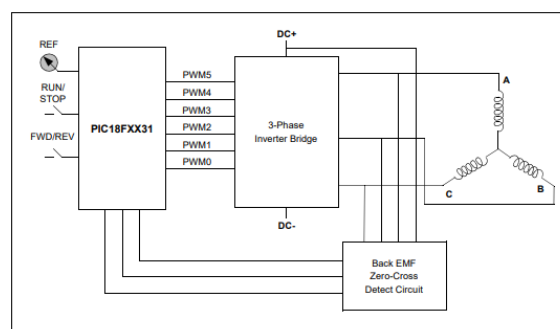 REF
RUN/
STOP
FWD/REV
PIC18FXX31
PWM5
PWM4
PWM3
PWM2
PWM1
PWM0
DC+
3-Phase
Inverter Bridge
DC-
A
C
B
Back EMF
Zero-Cross
Detect Circuit